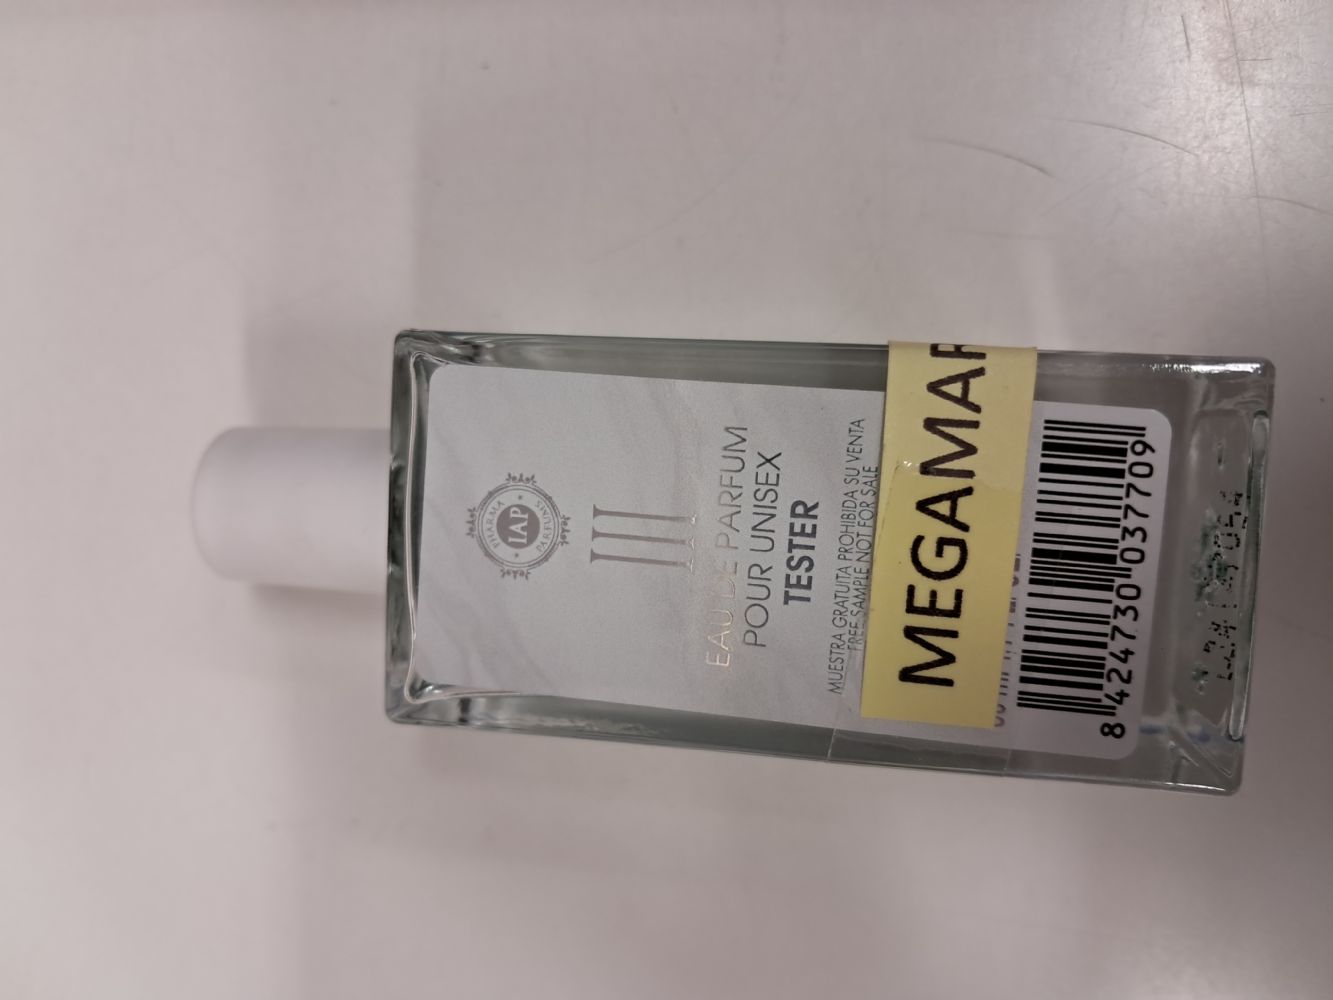 PHARMA
IAP
PARFUMS
III
EAU DE PARFUM
POUR UNISEX
TESTER
MUESTRA GRATUITA PROHIBIDA SU VENTA
FREE SAMPLE NOT FOR SALE
MEGAMAR
8 424730 037709